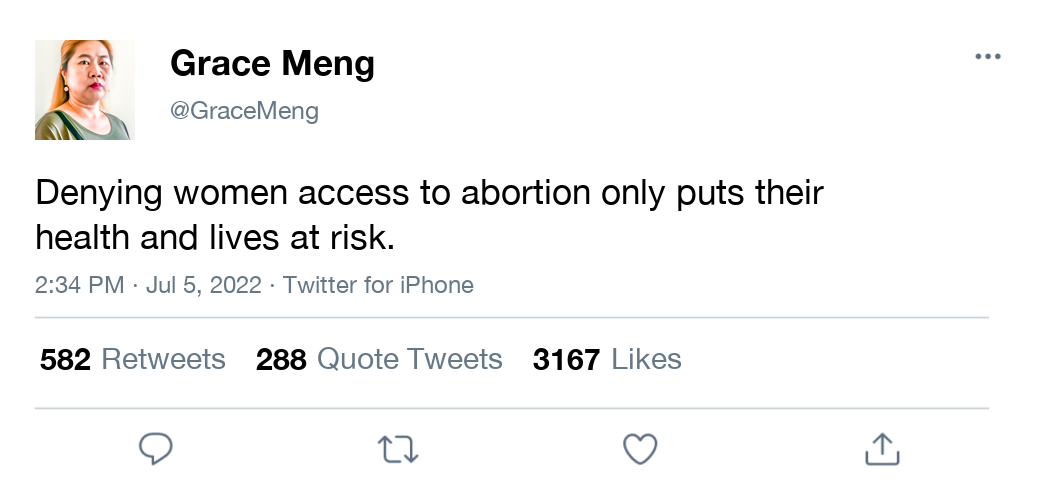 Grace Meng
@GraceMeng
Denying women access to abortion only puts their
health and lives at risk.
2:34 PM · Jul 5, 2022 · Twitter for iPhone
582 Retweets 288 Quote Tweets 3167 Likes